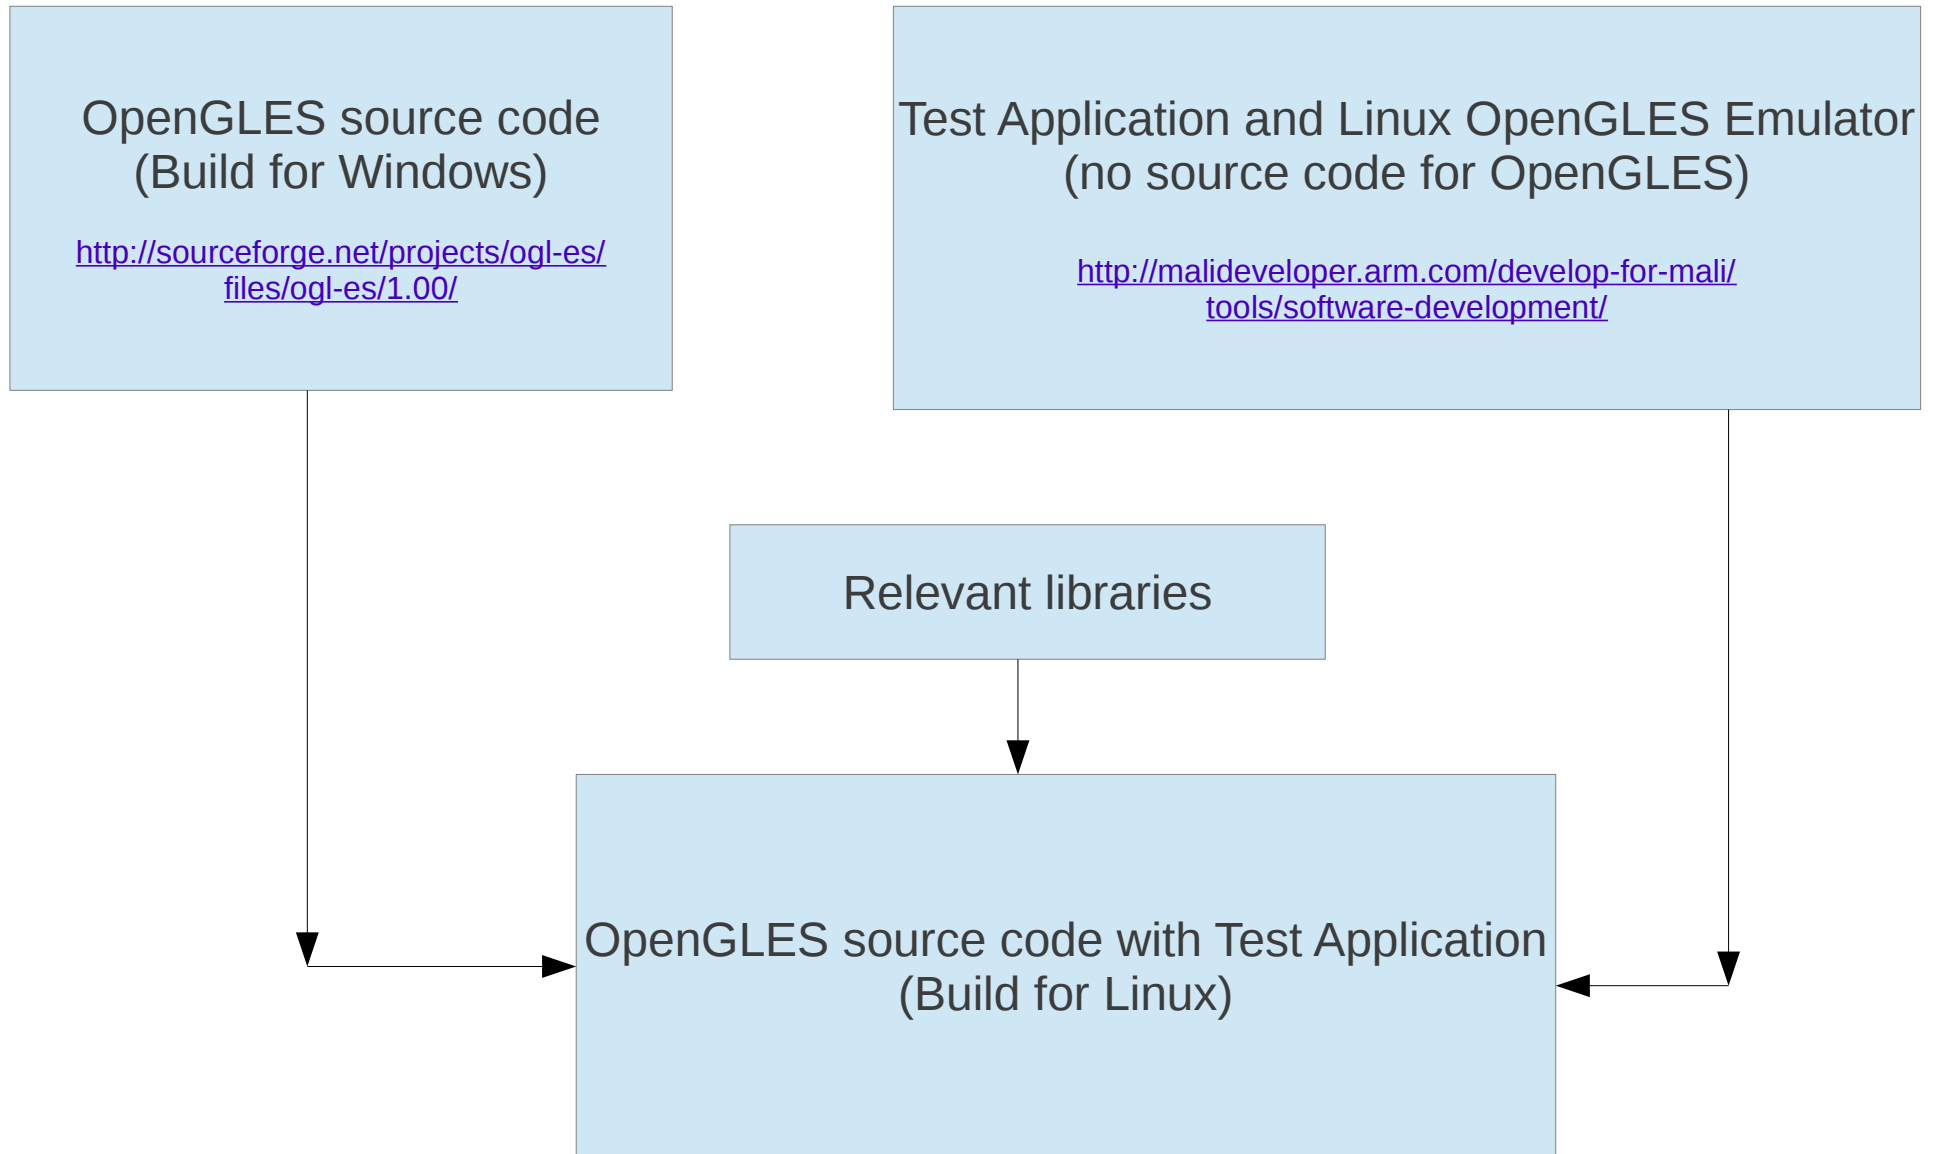 OpenGLES source code
(Build for Windows)
http://sourceforge.net/projects/ogl-es/
files/ogl-es/1.00/
Test Application and Linux OpenGLES Emulator
(no source code for OpenGLES)
http://malideveloper.arm.com/develop-for-mali/
tools/software-development/
Relevant libraries
OpenGLES source code with Test Application
(Build for Linux)